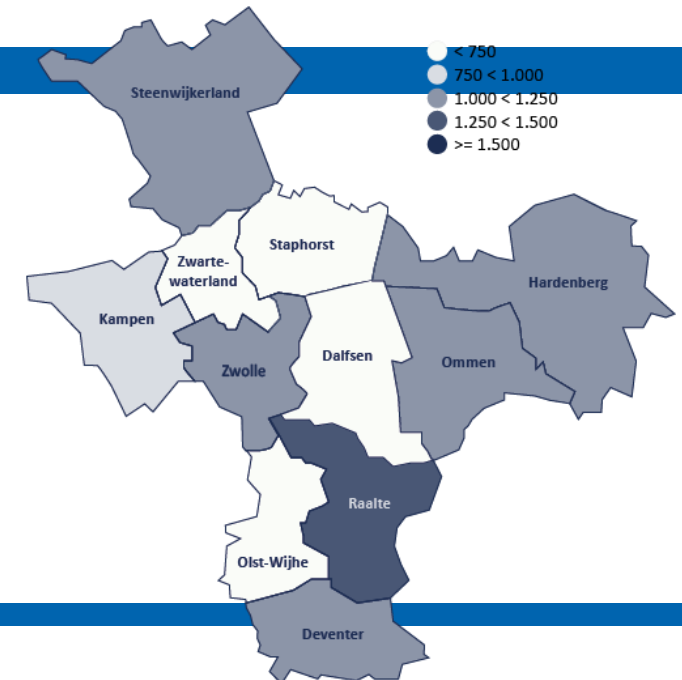 < 750
750 < 1.000
1.000 < 1.250
1.250 < 1.500
>= 1.500
Steenwijkerland
Staphorst
Zwarte-
waterland
Hardenberg
Kampen
Dalfsen
Ommen
Zwolle
Raalte
Olst-Wijhe
Deventer